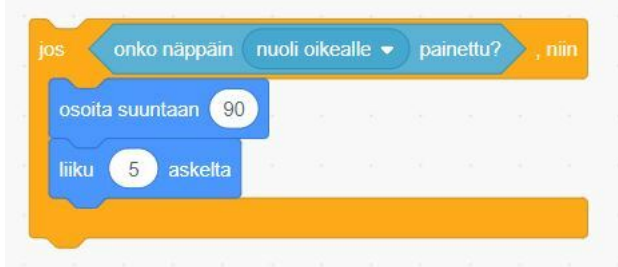 jos onko näppäin nuoli oikealle painettu? , niin
osoita suuntaan 90
liiku 5 askelta